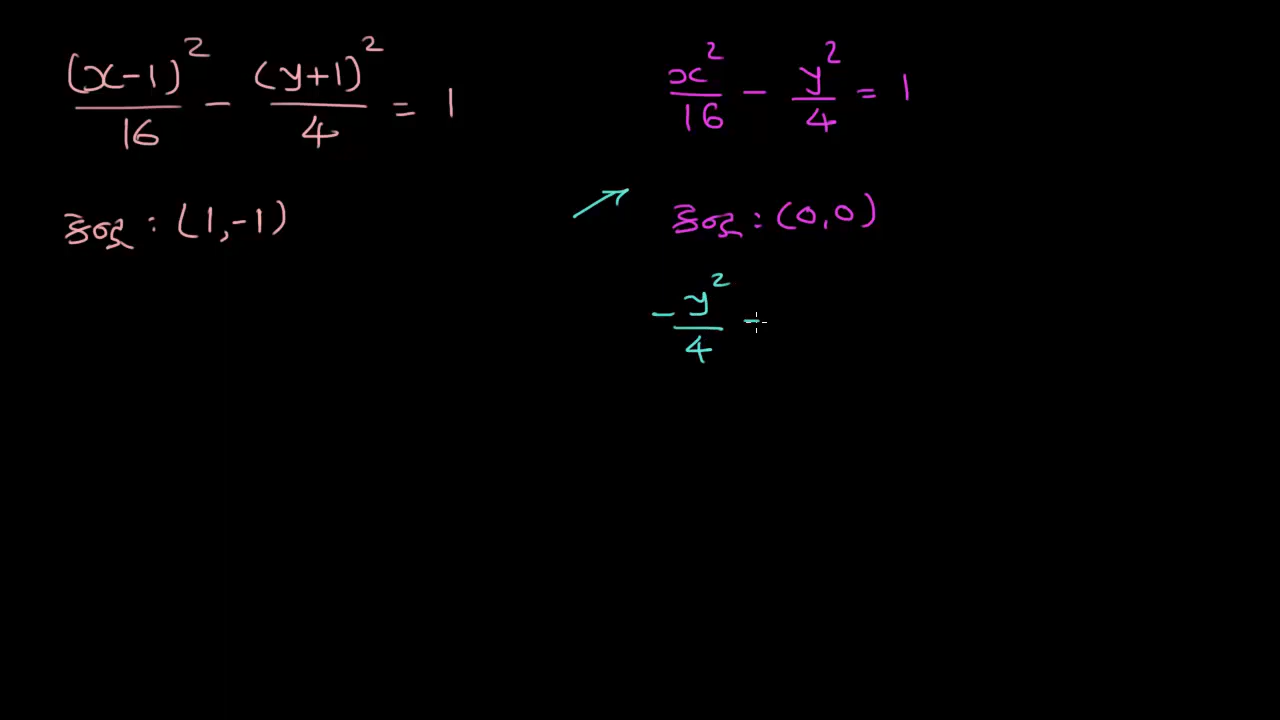 (x-1)²/16 - (y+1)²/4 = 1
: (1,-1)
x²/16 - y²/4 = 1
: (0,0)
-y²/4 -